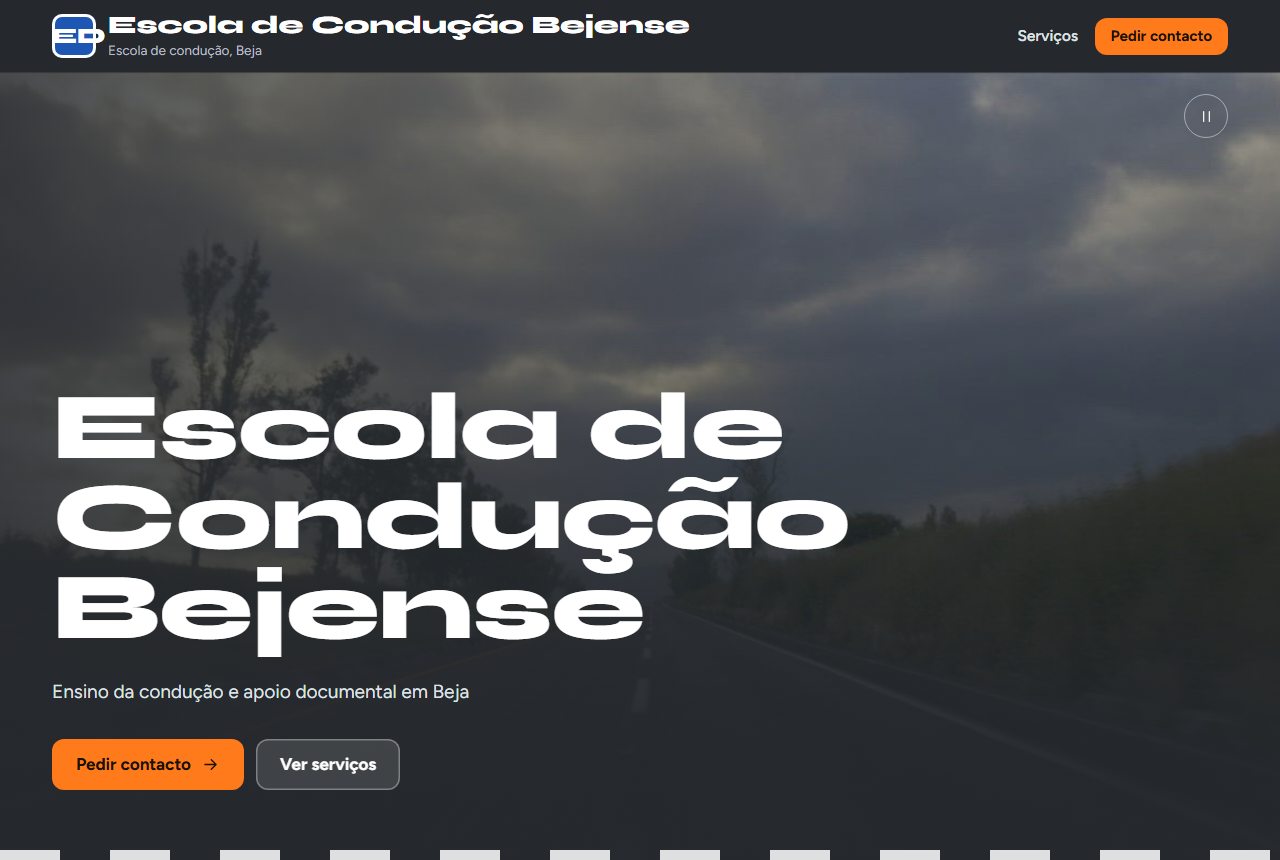 ED
Escola de Condução Bejense
Escola de condução, Beja
Serviços
Pedir contacto
Escola de
Condução
Bejense
Ensino da condução e apoio documental em Beja
Pedir contacto →
Ver serviços